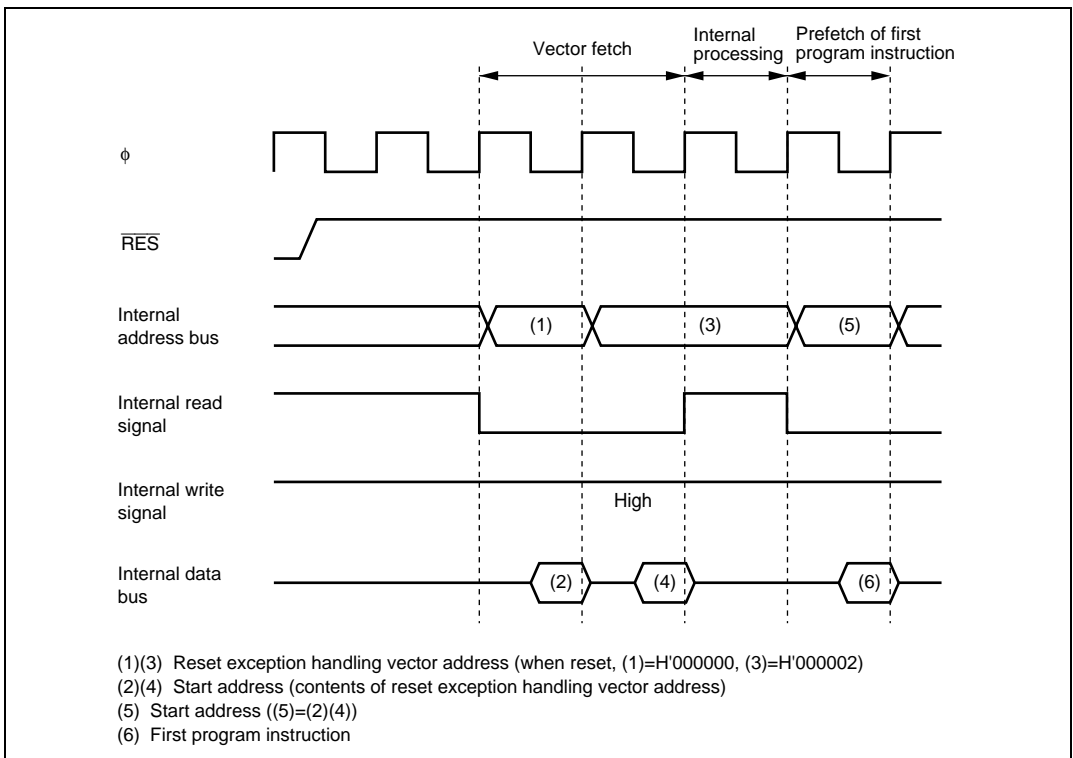 Vector fetch
Internal
processing
Prefetch of first
program instruction
ϕ
RES
Internal
address bus
(1)
(3)
(5)
Internal read
signal
Internal write
signal
High
Internal data
bus
(2)
(4)
(6)
(1)(3) Reset exception handling vector address (when reset, (1)=H'000000, (3)=H'000002)
(2)(4) Start address (contents of reset exception handling vector address)
(5) Start address ((5)=(2)(4))
(6) First program instruction